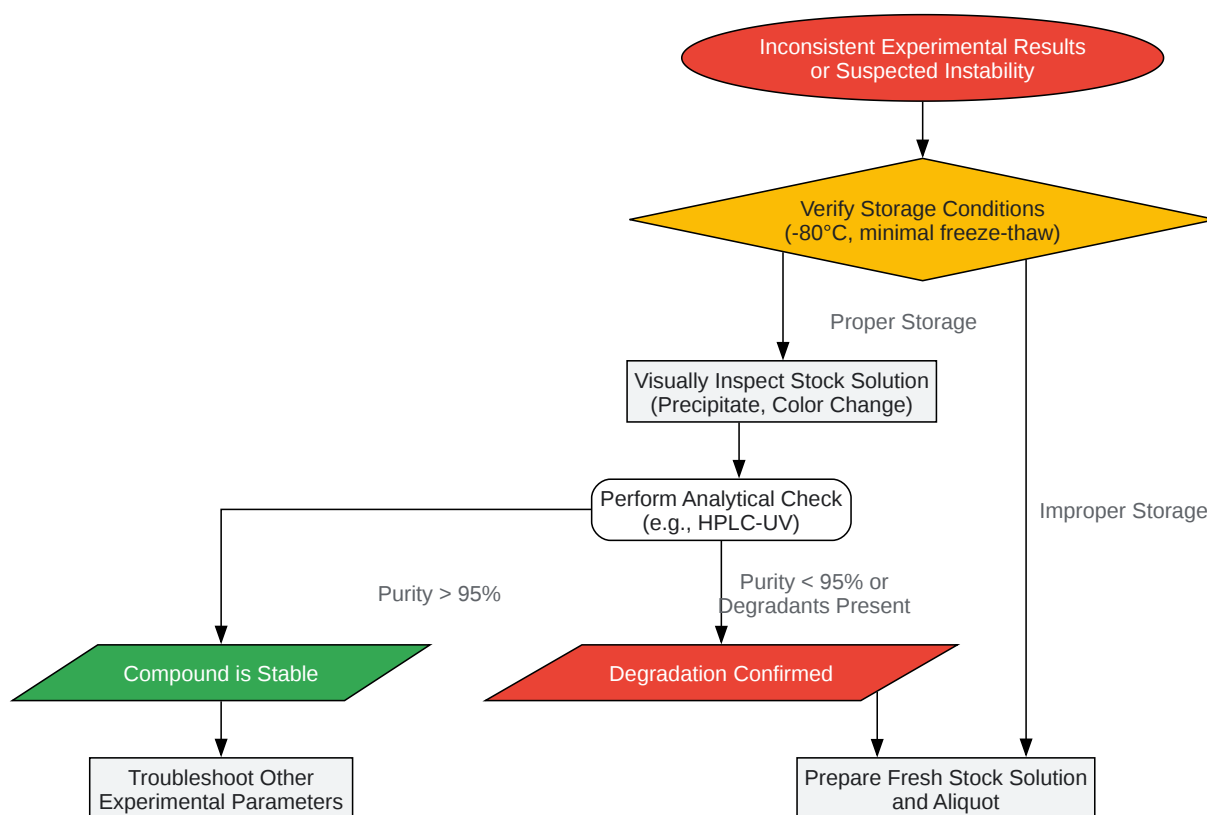 Inconsistent Experimental Results
or Suspected Instability
Verify Storage Conditions
(-80°C, minimal freeze-thaw)
Proper Storage
Visually Inspect Stock Solution
(Precipitate, Color Change)
Perform Analytical Check
(e.g., HPLC-UV)
Improper Storage
Purity > 95%
Purity < 95% or
Degradants Present
Compound is Stable
Degradation Confirmed
Troubleshoot Other
Experimental Parameters
Prepare Fresh Stock Solution
and Aliquot